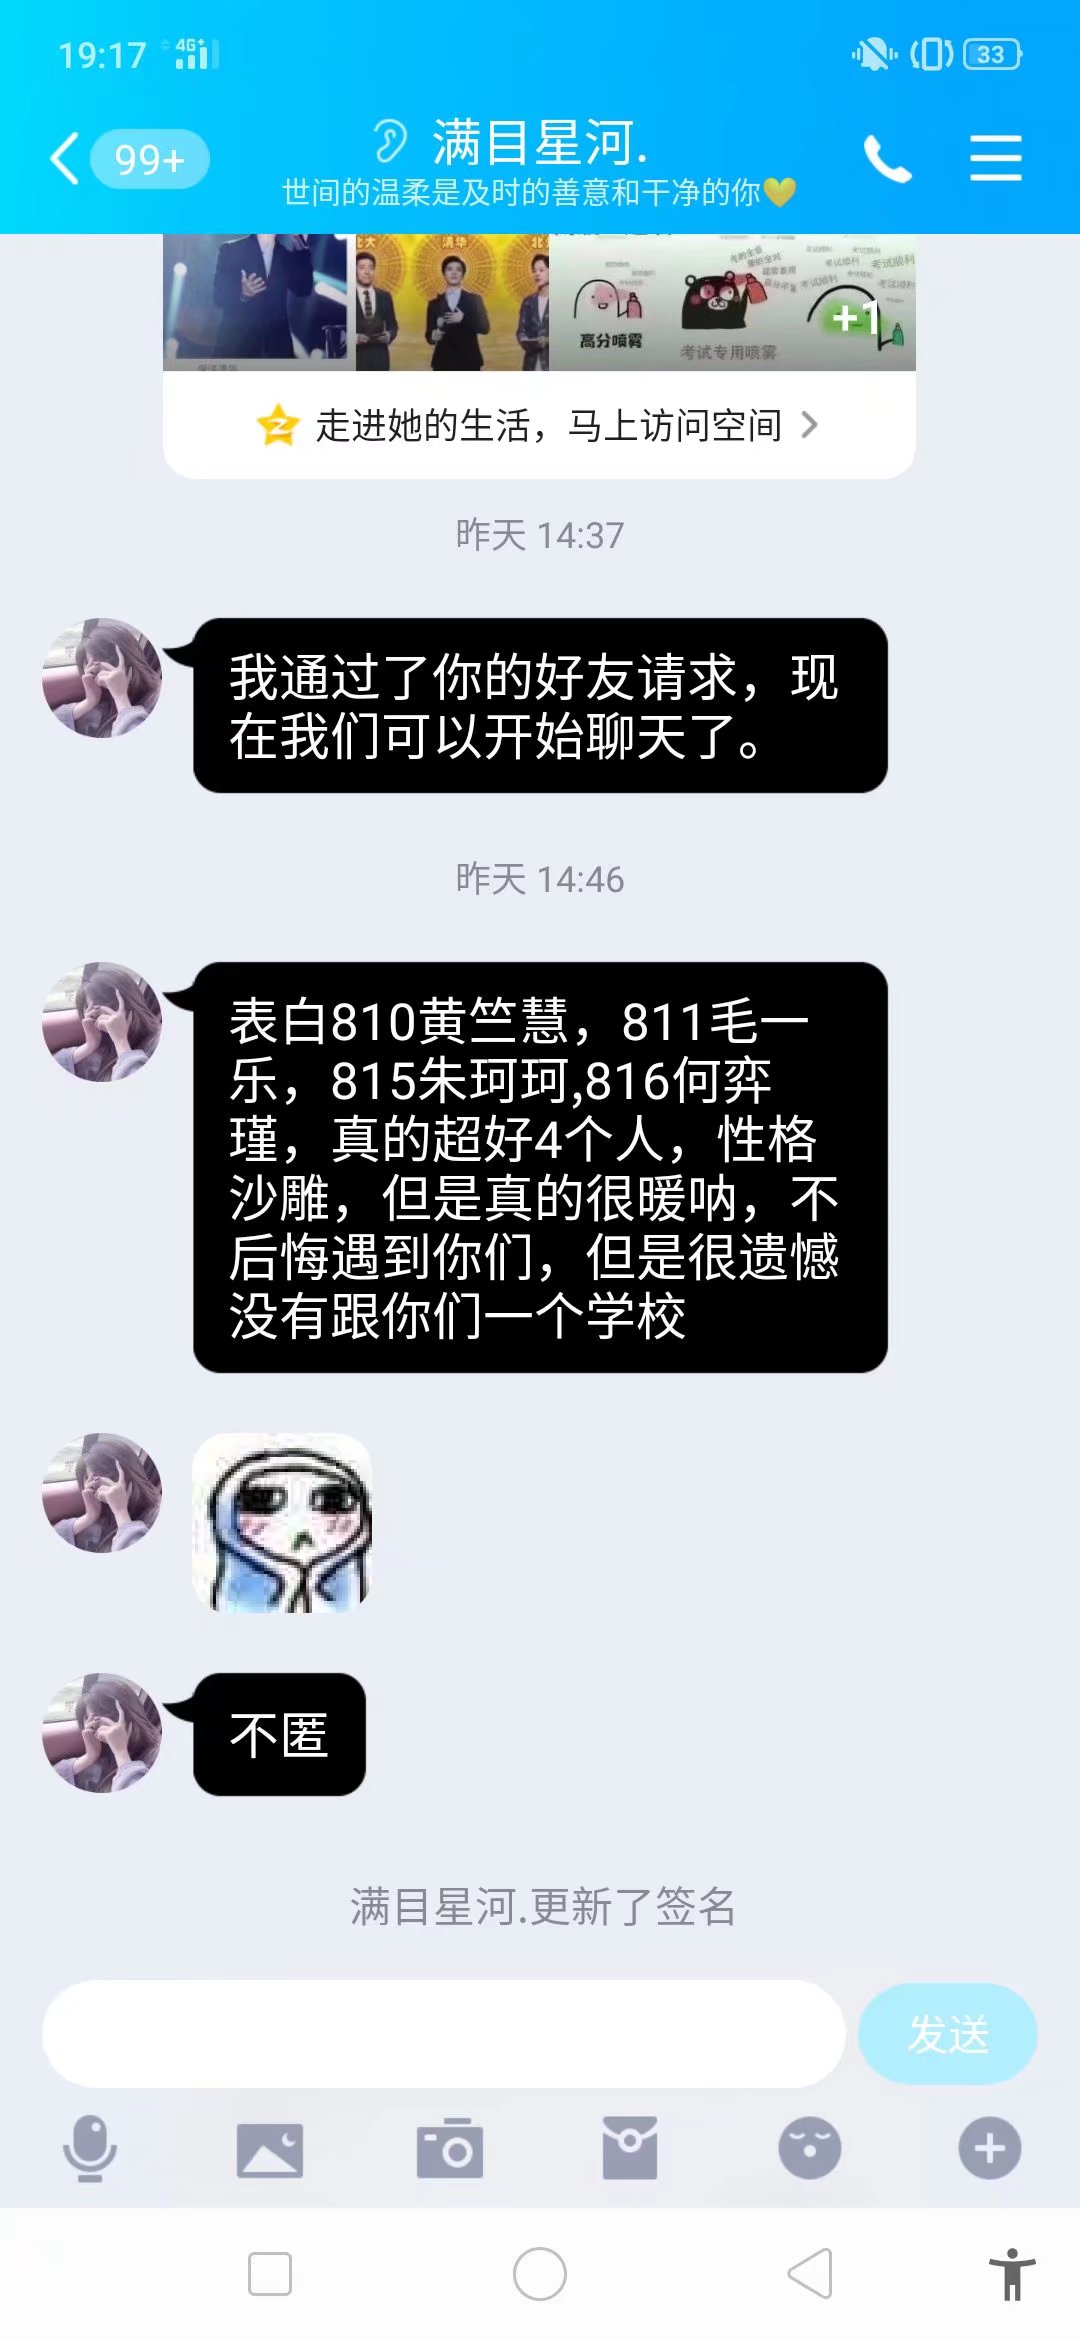 19:17
4G+
33
99+
满目星河.
世间的温柔是及时的善意和干净的你💛
北大
清华
高分喷雾
考试专用喷雾
考试顺利
考试顺利
考试顺利
+1
走进她的生活，马上访问空间
昨天 14:37
我通过了你的好友请求，现
在我们可以开始聊天了。
昨天 14:46
表白810黄竺慧，811毛一
乐，815朱珂珂,816何弈
瑾，真的超好4个人，性格
沙雕，但是真的很暖呐，不
后悔遇到你们，但是很遗憾
没有跟你们一个学校
不匿
满目星河.更新了签名
发送